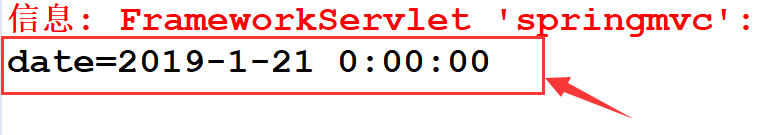 信息: FrameworkServlet 'springmvc':
date=2019-1-21 0:00:00